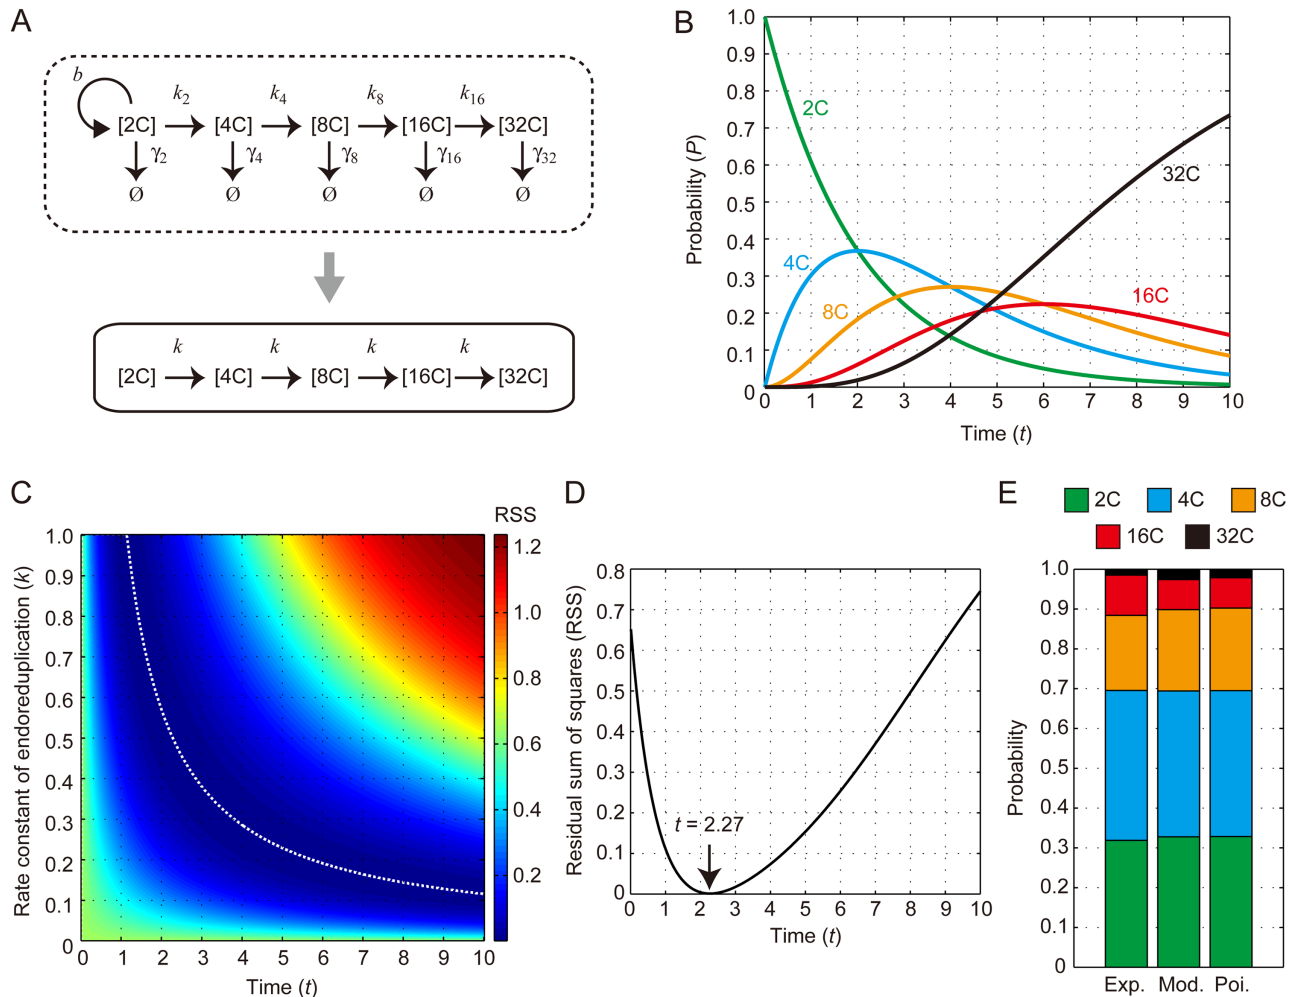 A
b
k2 k4 k8 k16
[2C] [4C] [8C] [16C] [32C]
γ2 γ4 γ8 γ16 γ32
Ø Ø Ø Ø Ø
k k k k
[2C] [4C] [8C] [16C] [32C]
B
Probability (P)
1.0
0.9
0.8
0.7
0.6
0.5
0.4
0.3
0.2
0.1
0
2C
4C
8C
16C
32C
0 1 2 3 4 5 6 7 8 9 10
Time (t)
C
Rate constant of endoreduplication (k)
1.0
0.9
0.8
0.7
0.6
0.5
0.4
0.3
0.2
0.1
0
0 1 2 3 4 5 6 7 8 9 10
Time (t)
RSS
1.2
1.0
0.8
0.6
0.4
0.2
D
Residual sum of squares (RSS)
0.8
0.7
0.6
0.5
0.4
0.3
0.2
0.1
0
t = 2.27
0 1 2 3 4 5 6 7 8 9 10
Time (t)
E
2C 4C 8C
16C 32C
Probability
1.0
0.9
0.8
0.7
0.6
0.5
0.4
0.3
0.2
0.1
0
Exp. Mod. Poi.